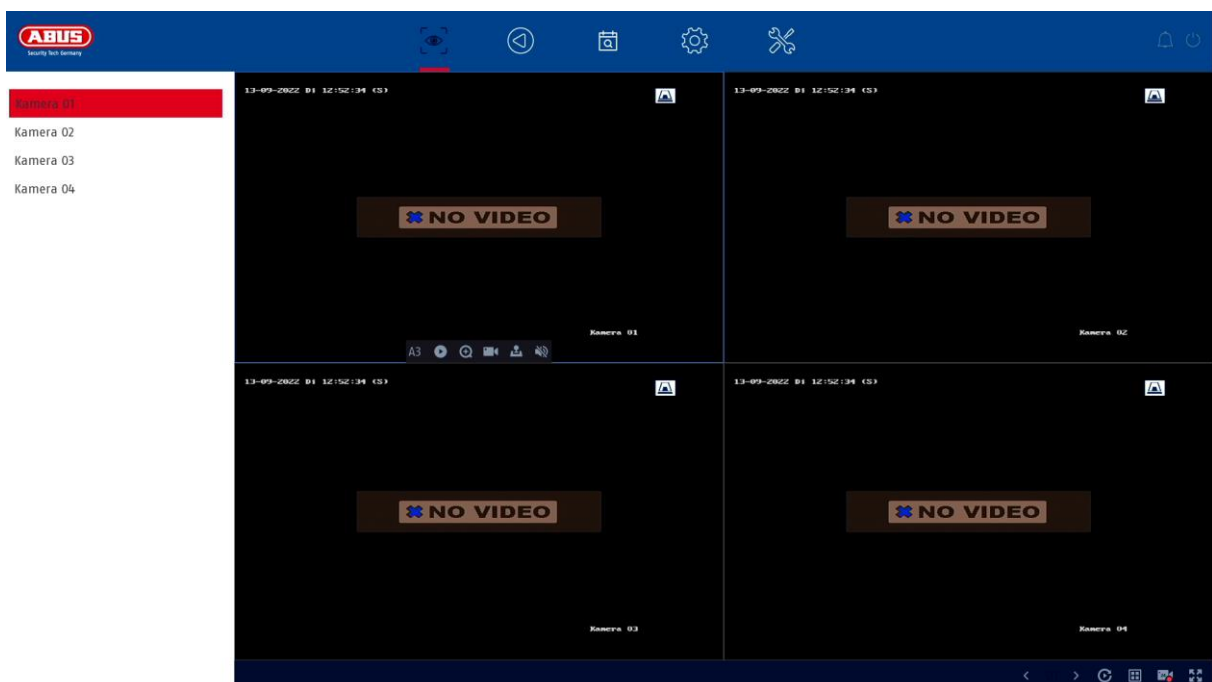 ABUS
Security Tech Germany
Kamera 01
Kamera 02
Kamera 03
Kamera 04
13-09-2022 Di 12:52:34 (S)
13-09-2022 Di 12:52:34 (S)
NO VIDEO
NO VIDEO
Kamera 01
Kamera 02
A3
13-09-2022 Di 12:52:34 (S)
13-09-2022 Di 12:52:34 (S)
NO VIDEO
NO VIDEO
Kamera 03
Kamera 04